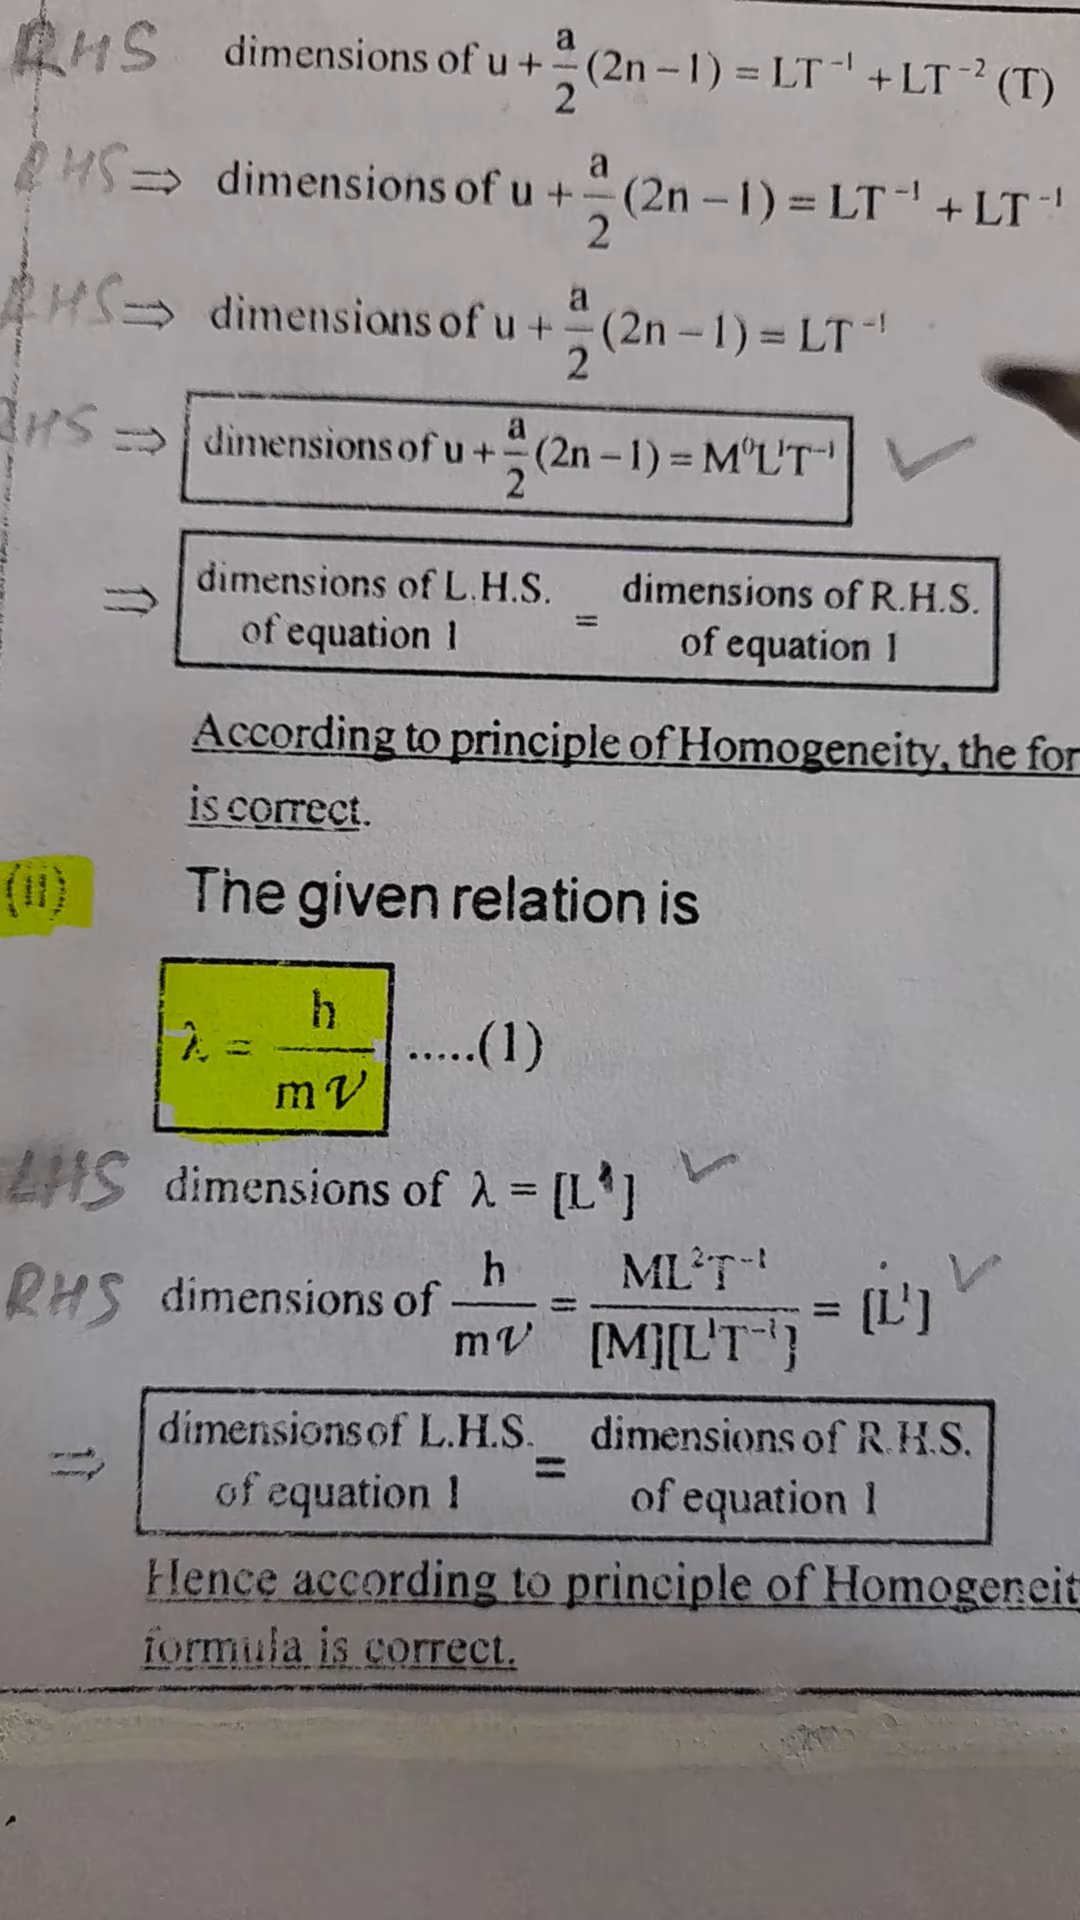 RHS dimensions of u + a/2 (2n – 1) = LT⁻¹ + LT⁻² (T)
RHS ⇒ dimensions of u + a/2 (2n – 1) = LT⁻¹ + LT⁻¹
RHS ⇒ dimensions of u + a/2 (2n – 1) = LT⁻¹
RHS ⇒ dimensions of u + a/2 (2n – 1) = M⁰L¹T⁻¹ ✓
⇒ dimensions of L.H.S. of equation 1 = dimensions of R.H.S. of equation 1
According to principle of Homogeneity, the for
is correct.
(ii) The given relation is
λ = h/mv .....(1)
LHS dimensions of λ = [L¹] ✓
RHS dimensions of h/mv = ML²T⁻¹/[M][L¹T⁻¹] = [L¹] ✓
⇒ dimensions of L.H.S. of equation 1 = dimensions of R.H.S. of equation 1
Hence according to principle of Homogeneit
formula is correct.